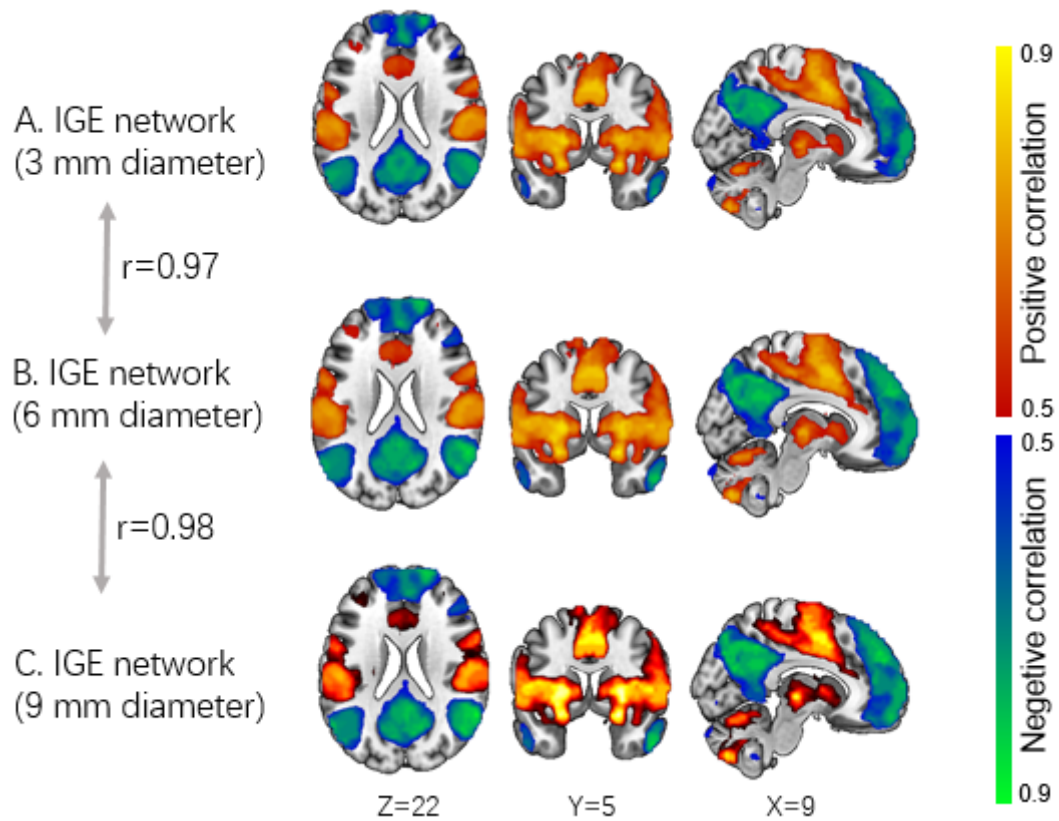 A. IGE network
(3 mm diameter)
r=0.97
B. IGE network
(6 mm diameter)
r=0.98
C. IGE network
(9 mm diameter)
Z=22
Y=5
X=9
0.9
Positive correlation
0.5
0.5
Negetive correlation
0.9